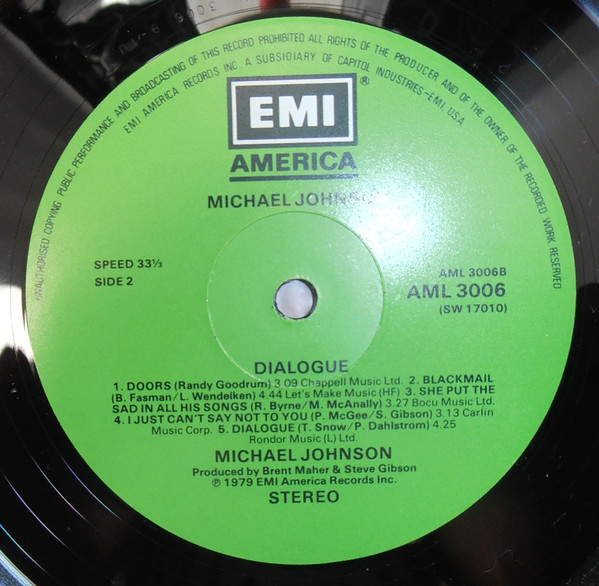 UNAUTHORISED COPYING PUBLIC PERFORMANCE AND BROADCASTING OF THIS RECORD PROHIBITED ALL RIGHTS OF THE PRODUCER AND OF THE OWNER OF THE RECORDED WORK RESERVED
EMI AMERICA RECORDS INC. A SUBSIDIARY OF CAPITOL INDUSTRIES-EMI. USA
EMI®
AMERICA
MICHAEL
SPEED 33⅓
SIDE 2
AML 3006B
AML 3006
(SW 17010)
DIALOGUE
1. DOORS (Randy Goodrum) 3 09 Chappell Music Ltd. 2. BLACKMAIL
(B. Fasman/L. Wendelken) 4.44 Let's Make Music (HF) 3. SHE PUT THE
SAD IN ALL HIS SONGS (R. Byrne/M. McAnally) 3.27 Bocu Music Ltd.
4. I JUST CAN'T SAY NOT TO YOU (P. McGee/S. Gibson) 3.13 Carlin
Music Corp. 5. DIALOGUE (T. Snow/P. Dahlstrom) 4.25
Rondor Music (L) Ltd.
MICHAEL JOHNSON
Produced by Brent Maher & Steve Gibson
℗ 1979 EMI America Records Inc.
STEREO